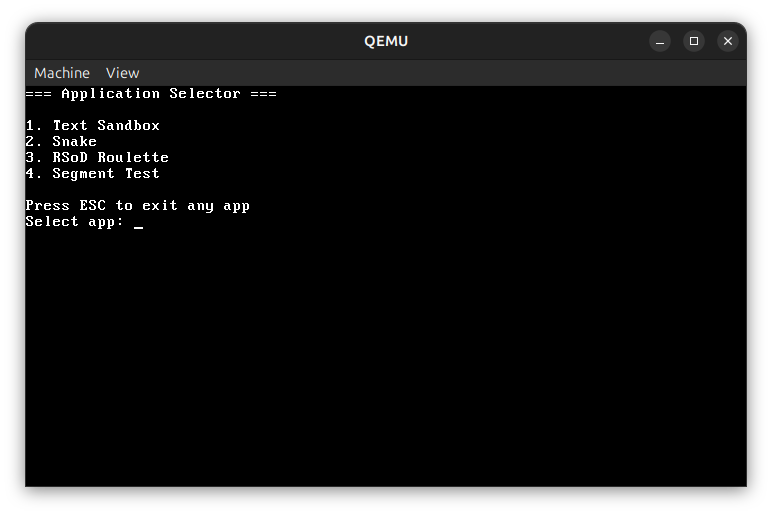 QEMU
Machine View
=== Application Selector ===
1. Text Sandbox
2. Snake
3. RSoD Roulette
4. Segment Test
Press ESC to exit any app
Select app: _